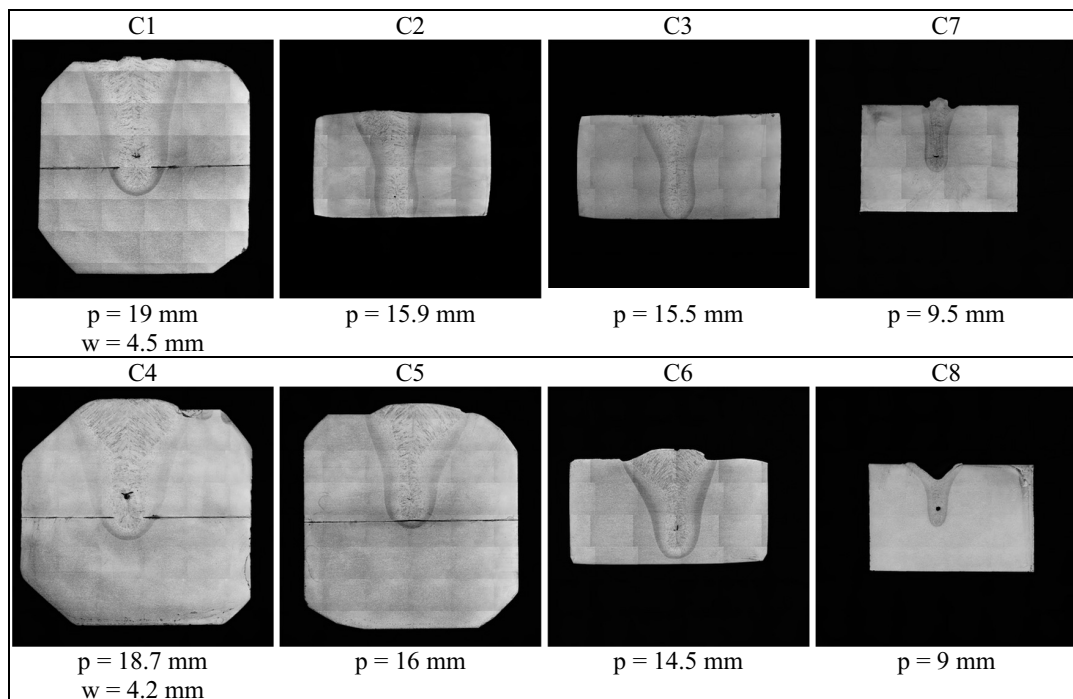 C1 C2 C3 C7
p = 19 mm p = 15.9 mm p = 15.5 mm p = 9.5 mm
w = 4.5 mm
C4 C5 C6 C8
p = 18.7 mm p = 16 mm p = 14.5 mm p = 9 mm
w = 4.2 mm